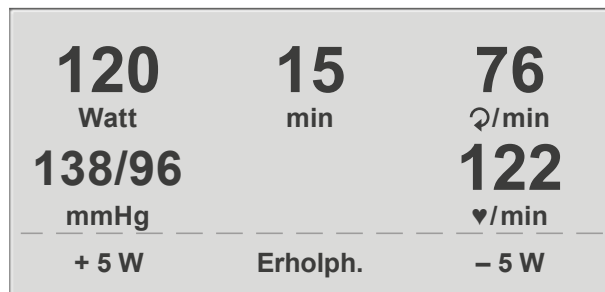 120 15 76
Watt min ⟳/min
138/96 122
mmHg ♥/min
+ 5 W Erholph. – 5 W